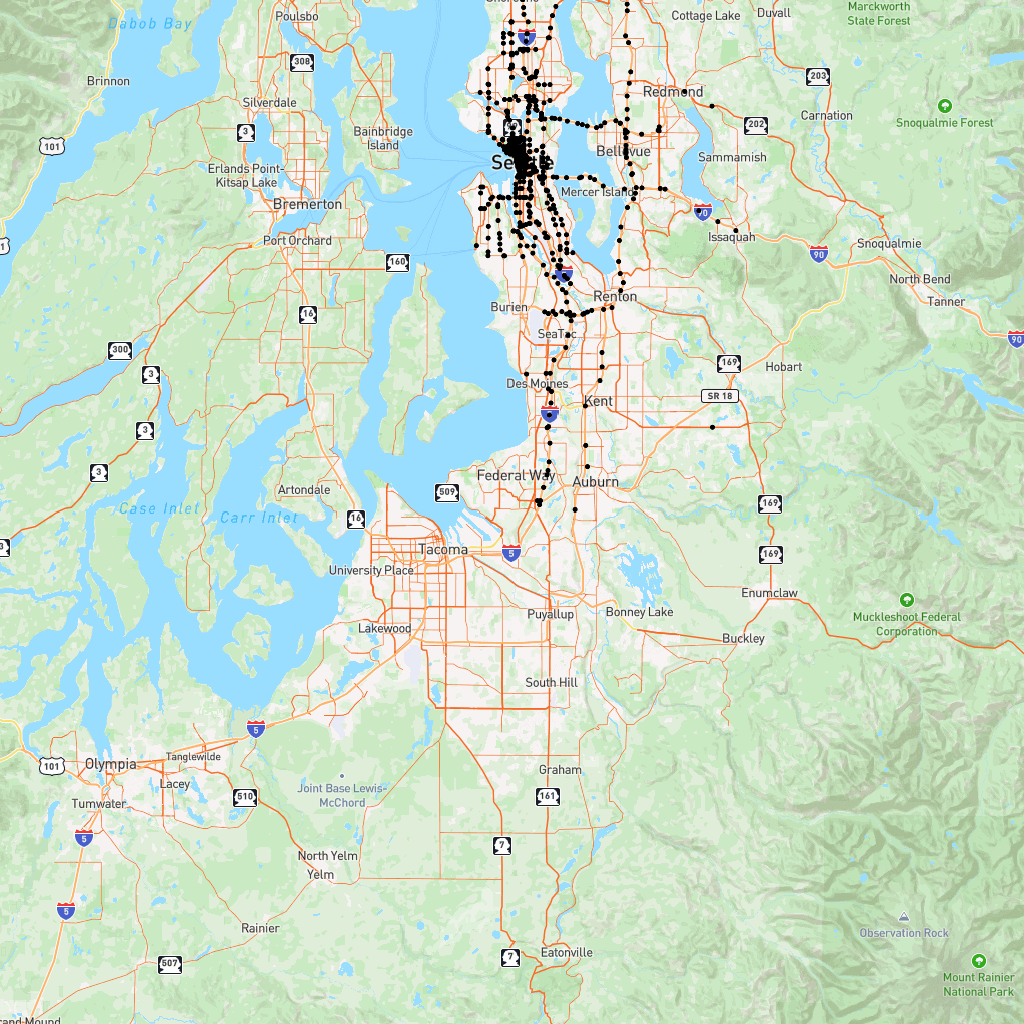 Poulsbo
Dabob Bay
Cottage Lake
Duvall
Marckworth
State Forest
308
203
Brinnon
Silverdale
Redmond
Carnation
Snoqualmie Forest
3
101
Bainbridge
Island
202
Bellevue
Sammamish
Erlands Point-
Kitsap Lake
Mercer Island
Bremerton
Port Orchard
Issaquah
Snoqualmie
90
160
North Bend
Tanner
Renton
Burien
16
SeaTac
90
300
169
Hobart
3
Des Moines
Kent
SR 18
3
3
Federal Way
Auburn
Artondale
509
169
Case Inlet
Carr Inlet
16
Tacoma
5
169
University Place
Enumclaw
Muckleshoot Federal
Corporation
Puyallup
Bonney Lake
Lakewood
Buckley
South Hill
5
Tanglewilde
101
Olympia
Lacey
Graham
Joint Base Lewis-
McChord
510
161
Tumwater
5
7
North Yelm
Yelm
5
Rainier
Observation Rock
507
7
Eatonville
Mount Rainier
National Park